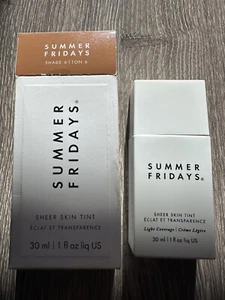 SUMMER
FRIDAYS
SHADE 6 | TON 6
SUMMER
FRIDAYS®
SHEER SKIN TINT
ÉCLAT ET TRANSPARENCE
30 ml | 1 fl oz liq US
SUMMER
FRIDAYS®
SHEER SKIN TINT
ÉCLAT ET TRANSPARENCE
Light Coverage | Crème Légère
30 ml | 1 fl oz liq US